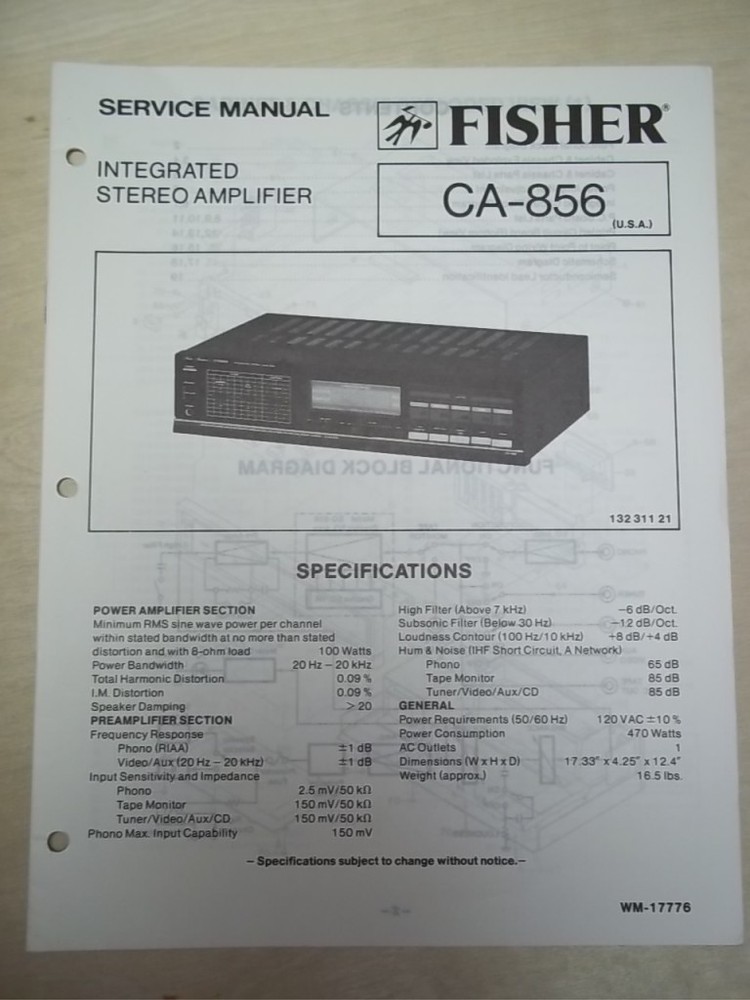 SERVICE MANUAL
FISHER®
INTEGRATED
STEREO AMPLIFIER
CA-856
(U.S.A.)
132 311 21
SPECIFICATIONS
POWER AMPLIFIER SECTION
Minimum RMS sine wave power per channel
within stated bandwidth at no more than stated
distortion and with 8-ohm load 100 Watts
Power Bandwidth 20 Hz – 20 kHz
Total Harmonic Distortion 0.09 %
I.M. Distortion 0.09 %
Speaker Damping > 20
PREAMPLIFIER SECTION
Frequency Response
Phono (RIAA) ±1 dB
Video/Aux (20 Hz – 20 kHz) ±1 dB
Input Sensitivity and Impedance
Phono 2.5 mV/50 kΩ
Tape Monitor 150 mV/50 kΩ
Tuner/Video/Aux/CD 150 mV/50 kΩ
Phono Max. Input Capability 150 mV
High Filter (Above 7 kHz) –6 dB/Oct.
Subsonic Filter (Below 30 Hz) –12 dB/Oct.
Loudness Contour (100 Hz/10 kHz) +8 dB/+4 dB
Hum & Noise (IHF Short Circuit, A Network)
Phono 65 dB
Tape Monitor 85 dB
Tuner/Video/Aux/CD 85 dB
GENERAL
Power Requirements (50/60 Hz) 120 VAC ±10 %
Power Consumption 470 Watts
AC Outlets 1
Dimensions (W x H x D) 17.33" x 4.25" x 12.4"
Weight (approx.) 16.5 lbs.
– Specifications subject to change without notice. –
WM-17776
FUNCTIONAL BLOCK DIAGRAM
–2–